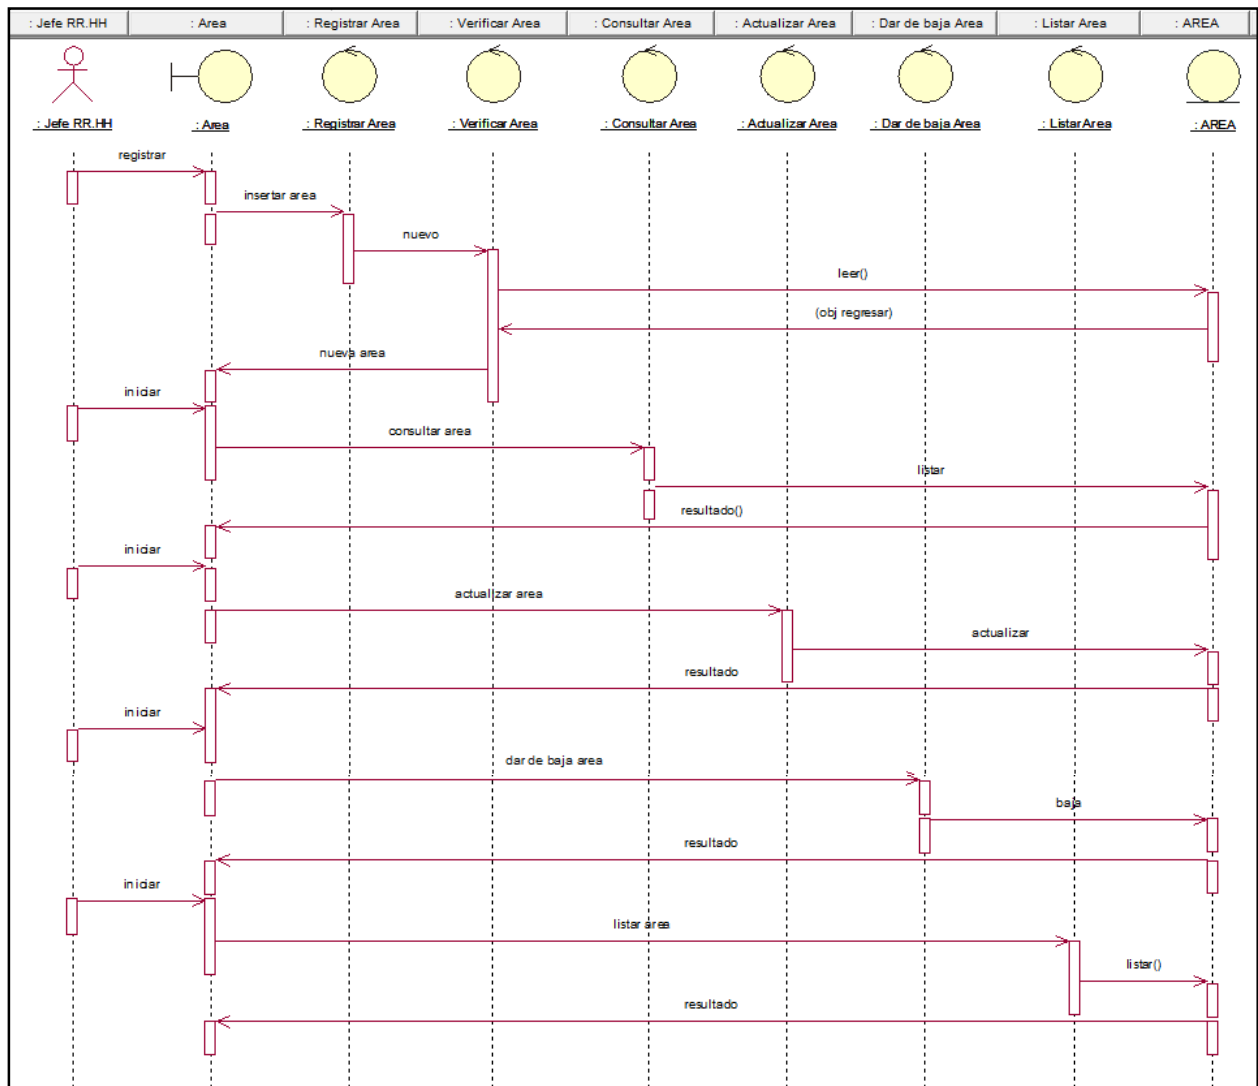 : Jefe RR.HH
: Area
: Registrar Area
: Verificar Area
: Consultar Area
: Actualizar Area
: Dar de baja Area
: Listar Area
: AREA
: Jefe RR.HH
: Area
: Registrar Area
: Verificar Area
: Consultar Area
: Actualizar Area
: Dar de baja Area
: Listar Area
: AREA
registrar
insertar area
nuevo
leer()
(obj regresar)
nueva area
iniciar
consultar area
listar
resultado()
iniciar
actualizar area
actualizar
resultado
iniciar
dar de baja area
baja
resultado
iniciar
listar area
listar()
resultado